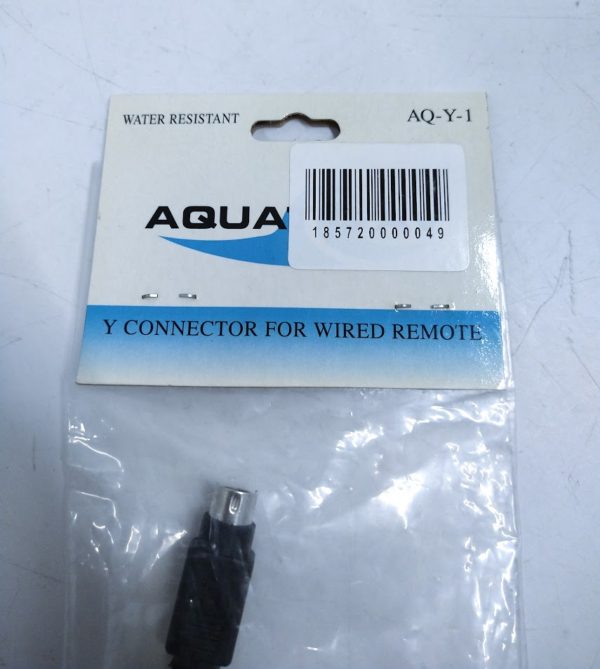 WATER RESISTANT
AQ-Y-1
AQUA
185720000049
Y CONNECTOR FOR WIRED REMOTE